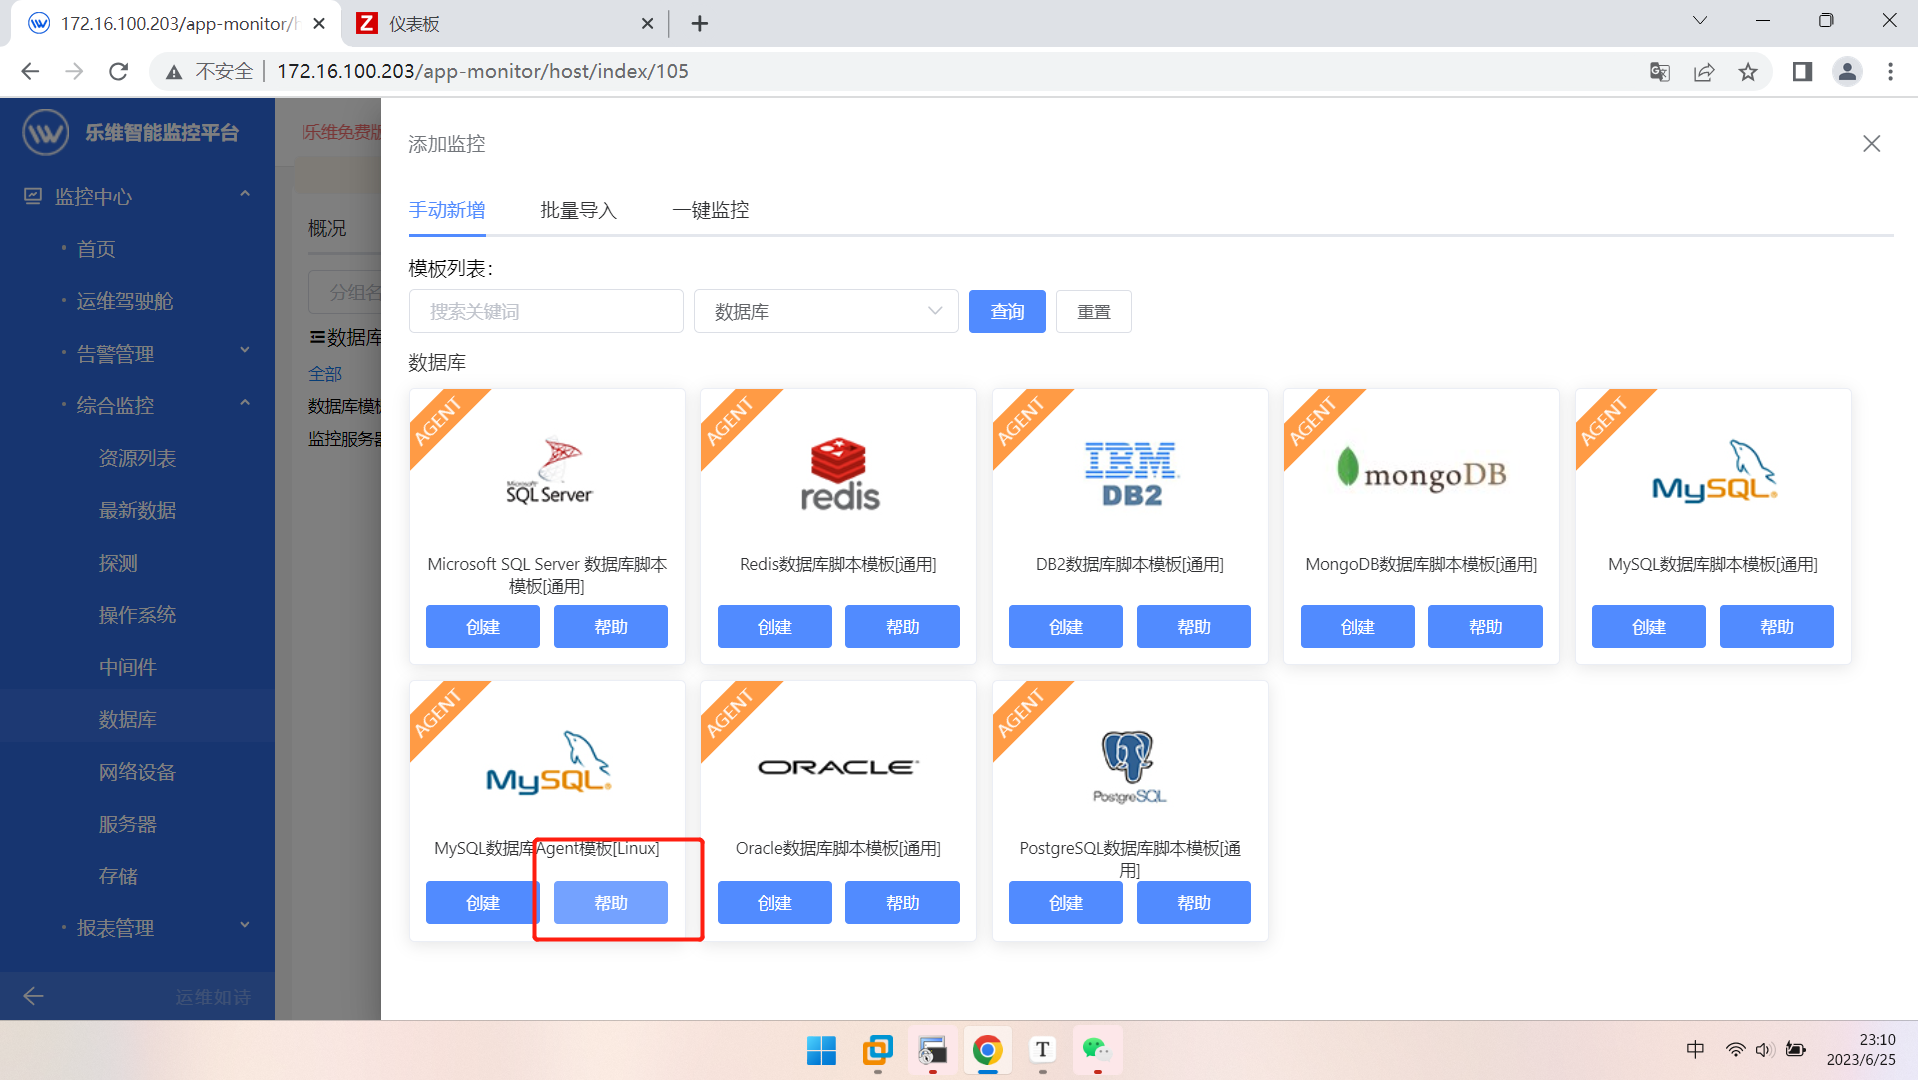 172.16.100.203/app-monitor/h
仪表板
不安全
172.16.100.203/app-monitor/host/index/105
乐维智能监控平台
监控中心
首页
运维驾驶舱
告警管理
综合监控
资源列表
最新数据
探测
操作系统
中间件
数据库
网络设备
服务器
存储
报表管理
运维如诗
乐维免费版
概况
分组名
数据库
全部
数据库模板
监控服务器
添加监控
手动新增
批量导入
一键监控
模板列表:
搜索关键词
数据库
查询
重置
数据库
AGENT
Microsoft
SQL Server
Microsoft SQL Server 数据库脚本
模板[通用]
创建
帮助
AGENT
redis
Redis数据库脚本模板[通用]
创建
帮助
AGENT
IBM
DB2
DB2数据库脚本模板[通用]
创建
帮助
AGENT
mongoDB
MongoDB数据库脚本模板[通用]
创建
帮助
AGENT
MySQL
MySQL数据库脚本模板[通用]
创建
帮助
AGENT
MySQL
MySQL数据库Agent模板[Linux]
创建
帮助
AGENT
ORACLE
Oracle数据库脚本模板[通用]
创建
帮助
AGENT
PostgreSQL
PostgreSQL数据库脚本模板[通
用]
创建
帮助
中
23:10
2023/6/25